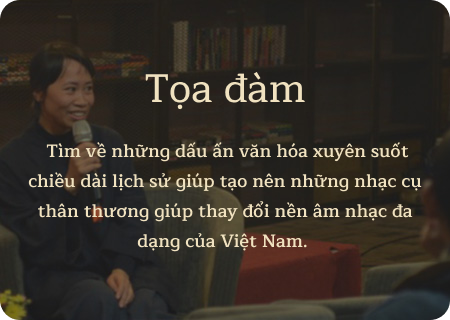 Tọa đàm
Tìm về những dấu ấn văn hóa xuyên suốt
chiều dài lịch sử giúp tạo nên những nhạc cụ
thân thương giúp thay đổi nền âm nhạc đa
dạng của Việt Nam.